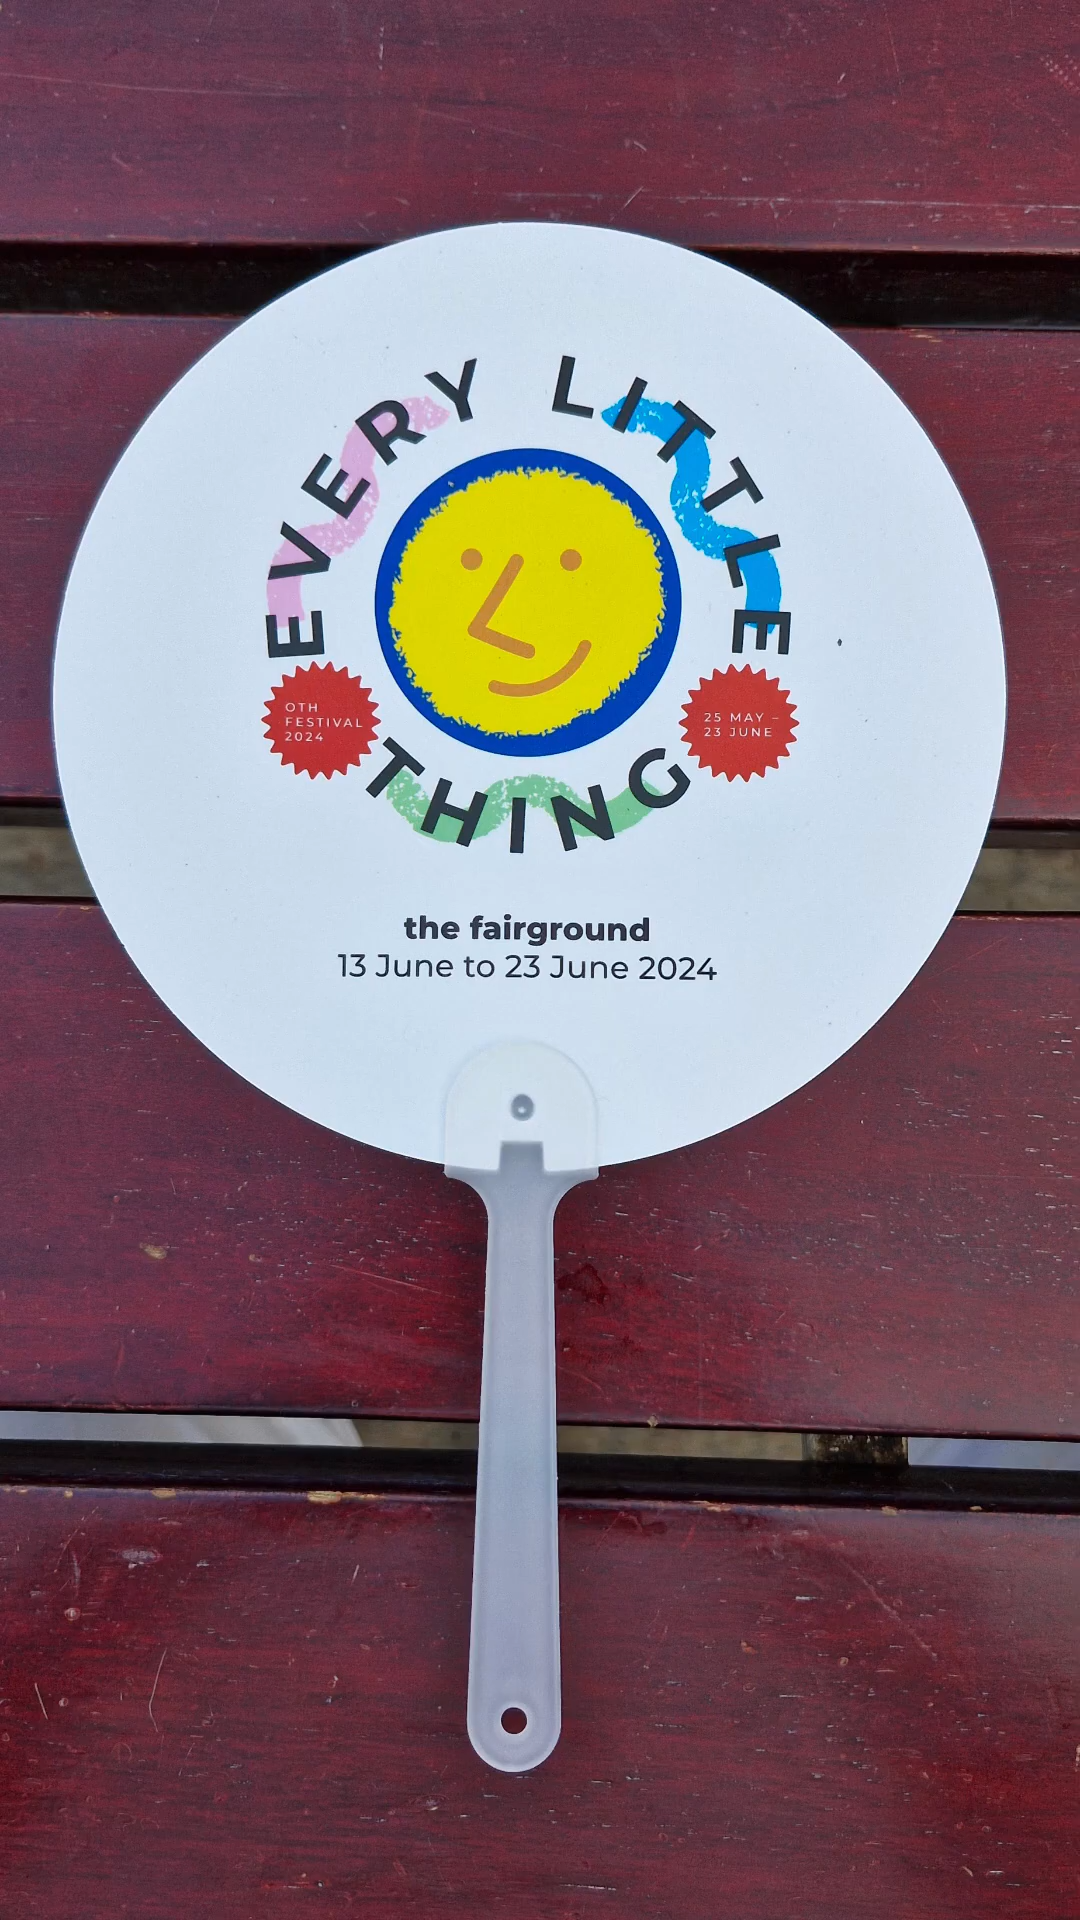 EVERY LITTLE THING
OTH
FESTIVAL
2024
25 MAY –
23 JUNE
the fairground
13 June to 23 June 2024